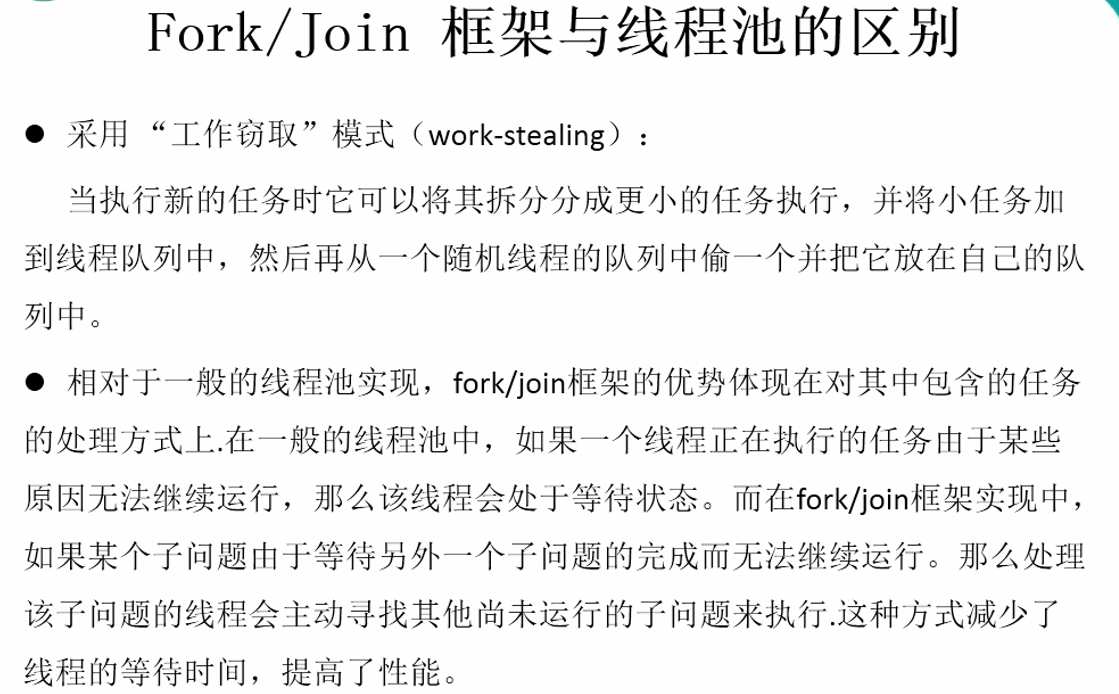 Fork/Join 框架与线程池的区别
● 采用 “工作窃取”模式（work-stealing）：
当执行新的任务时它可以将其拆分分成更小的任务执行，并将小任务加
到线程队列中，然后再从一个随机线程的队列中偷一个并把它放在自己的队
列中。
● 相对于一般的线程池实现，fork/join框架的优势体现在对其中包含的任务
的处理方式上.在一般的线程池中，如果一个线程正在执行的任务由于某些
原因无法继续运行，那么该线程会处于等待状态。而在fork/join框架实现中，
如果某个子问题由于等待另外一个子问题的完成而无法继续运行。那么处理
该子问题的线程会主动寻找其他尚未运行的子问题来执行.这种方式减少了
线程的等待时间，提高了性能。